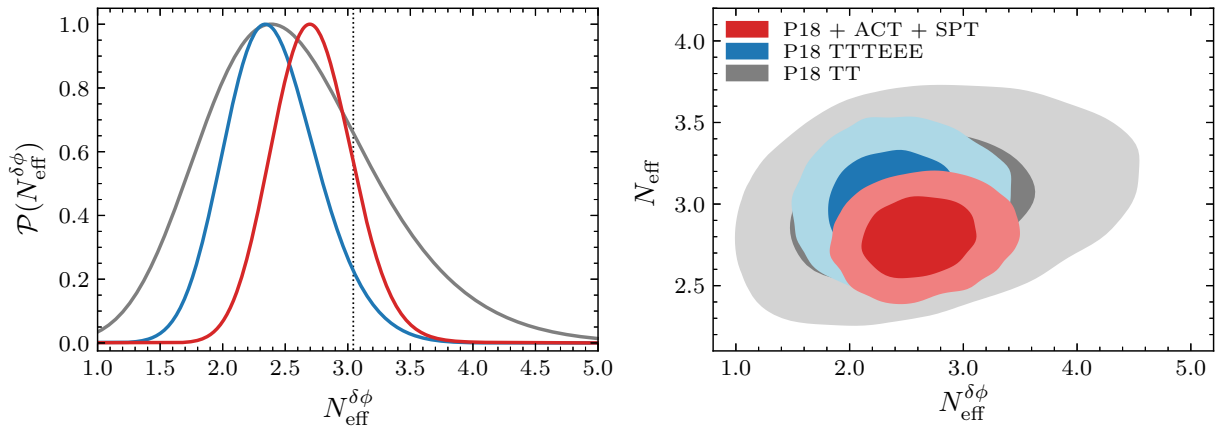 1.0
0.8
0.6
0.4
0.2
0.0
P(N_eff^δϕ)
1.0 1.5 2.0 2.5 3.0 3.5 4.0 4.5 5.0
N_eff^δϕ
P18 + ACT + SPT
P18 TTTEEE
P18 TT
4.0
3.5
3.0
2.5
N_eff
1.0 2.0 3.0 4.0 5.0
N_eff^δϕ